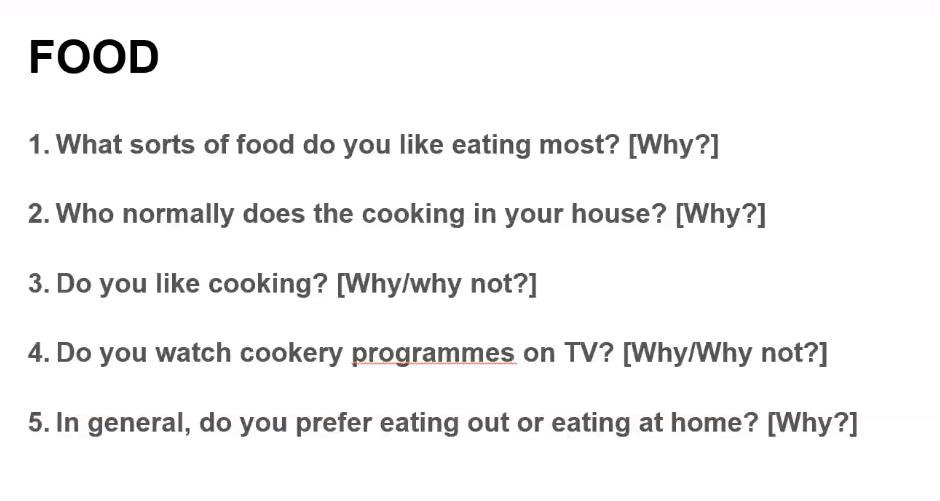 FOOD
1. What sorts of food do you like eating most? [Why?]
2. Who normally does the cooking in your house? [Why?]
3. Do you like cooking? [Why/why not?]
4. Do you watch cookery programmes on TV? [Why/Why not?]
5. In general, do you prefer eating out or eating at home? [Why?]